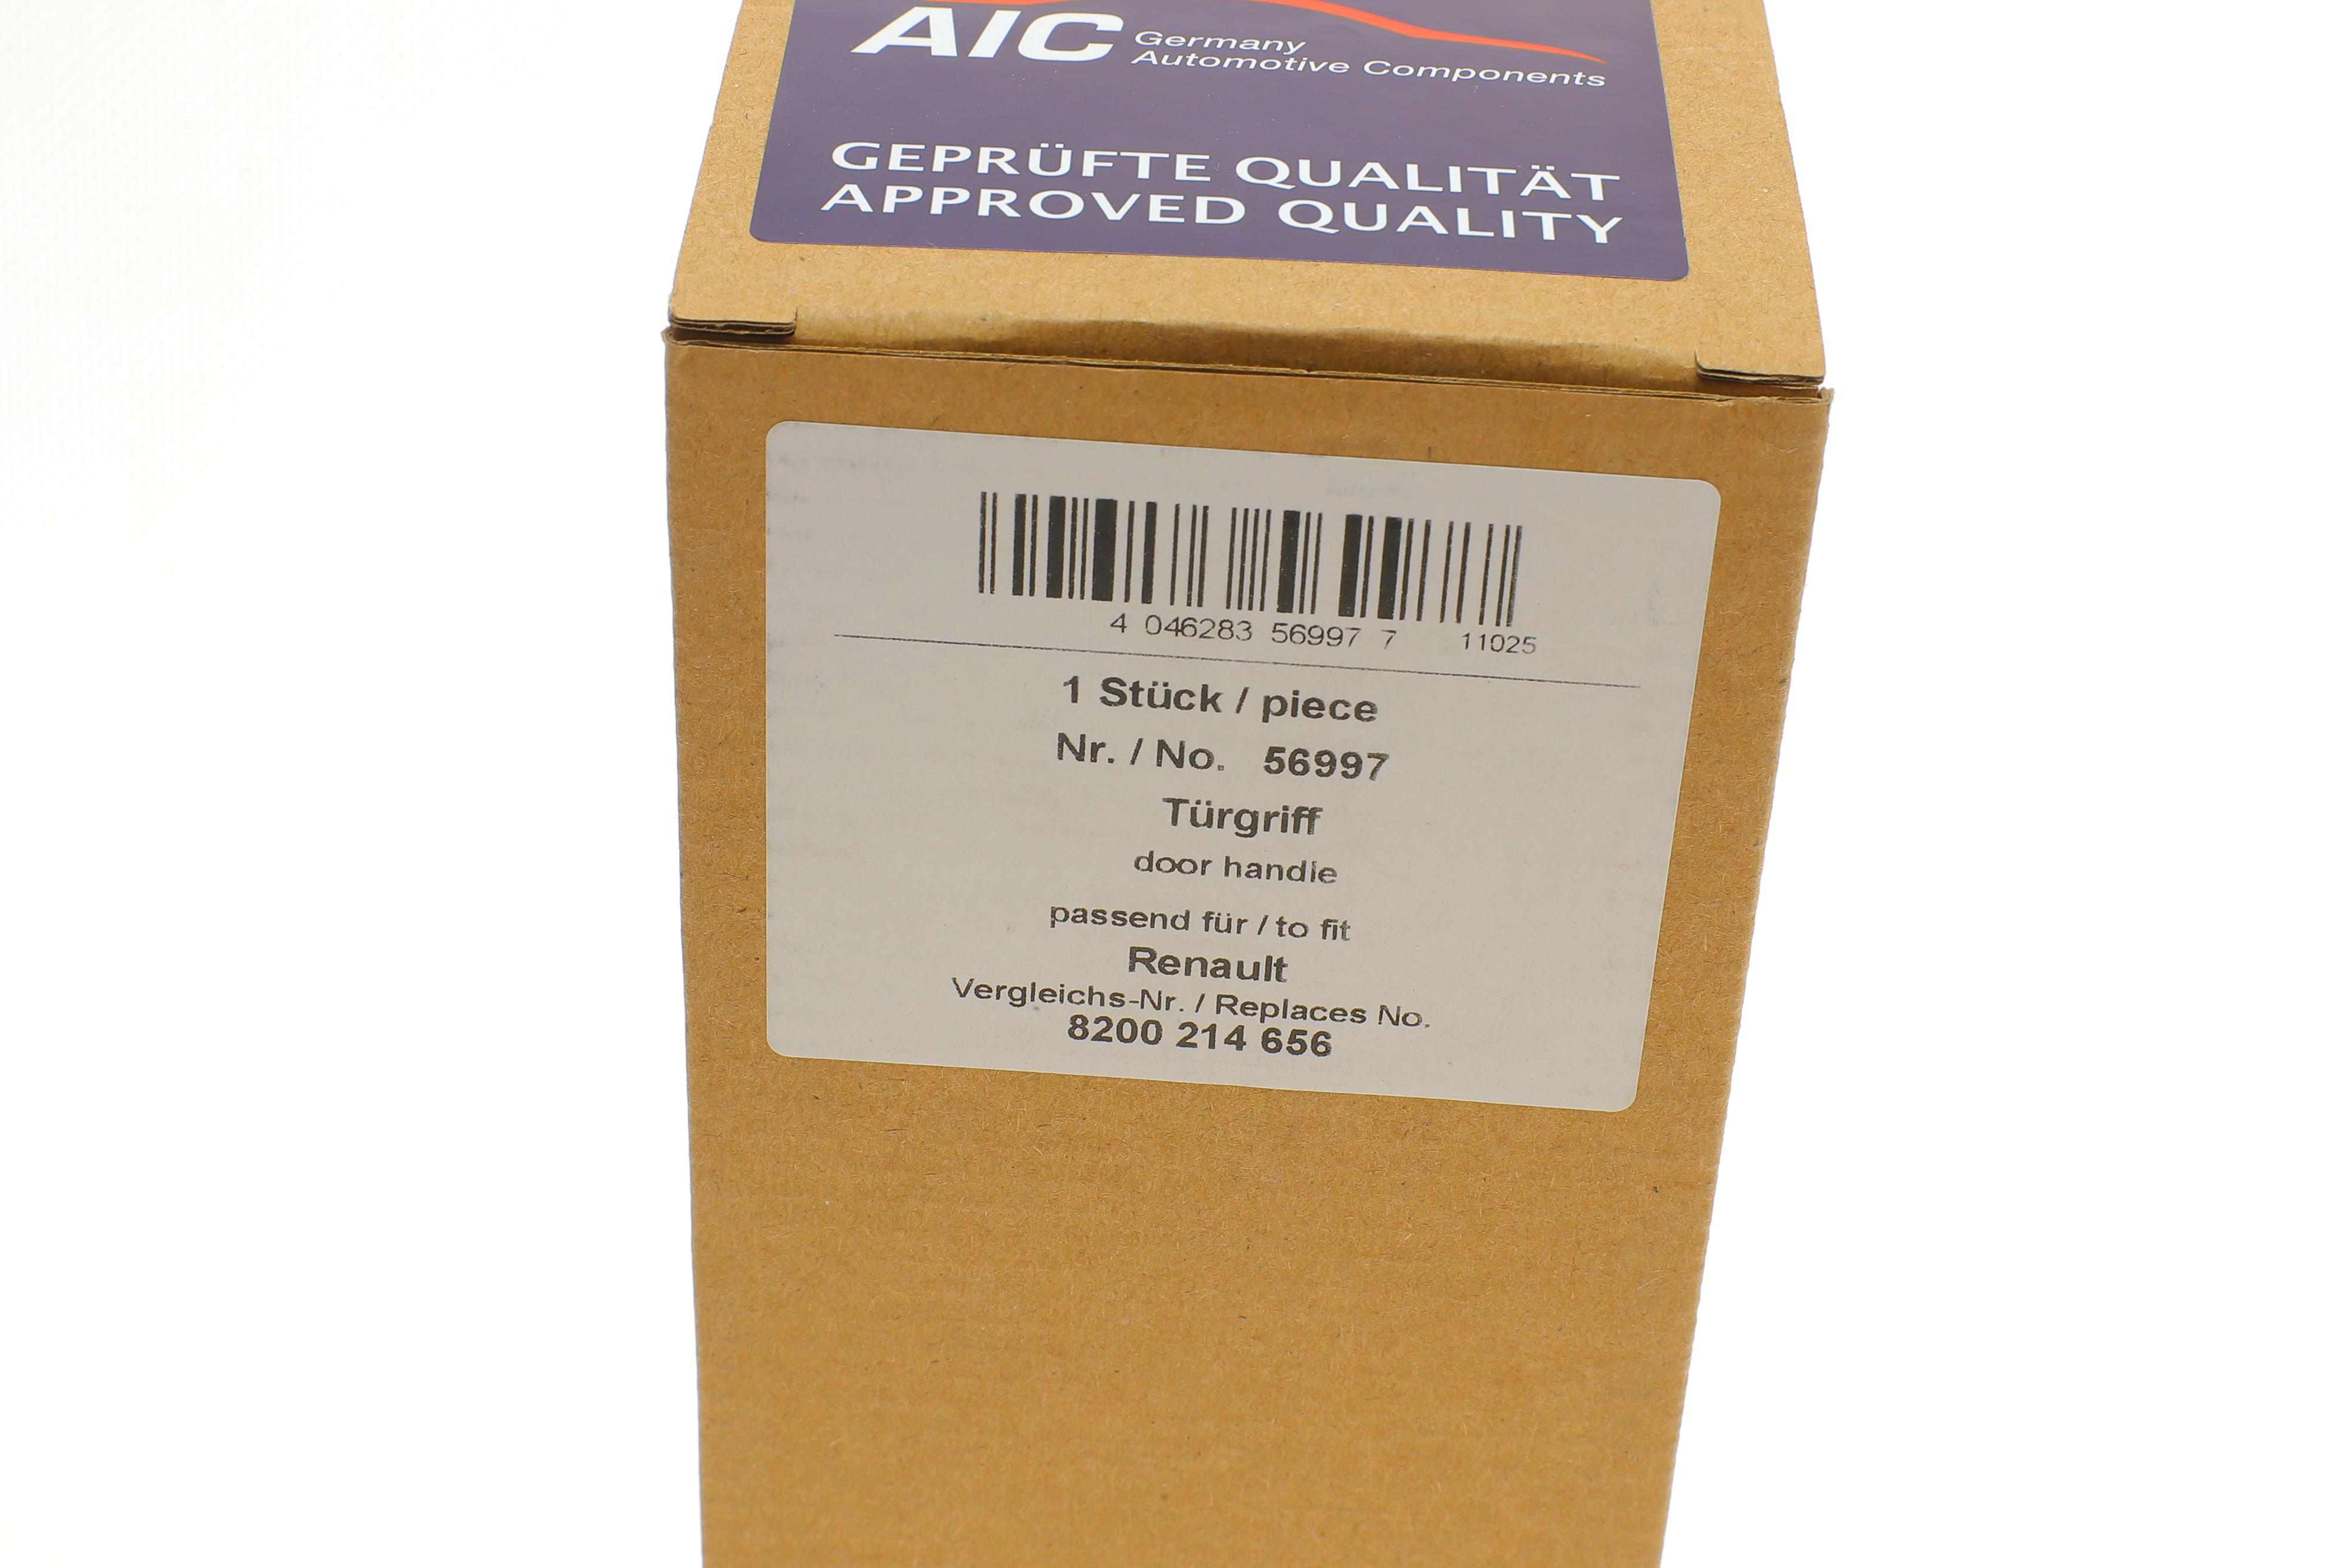 AIC Germany
Automotive Components
GEPRÜFTE QUALITÄT
APPROVED QUALITY
4 046283 56997 7 11025
1 Stück / piece
Nr. / No. 56997
Türgriff
door handle
passend für / to fit
Renault
Vergleichs-Nr. / Replaces No.
8200 214 656